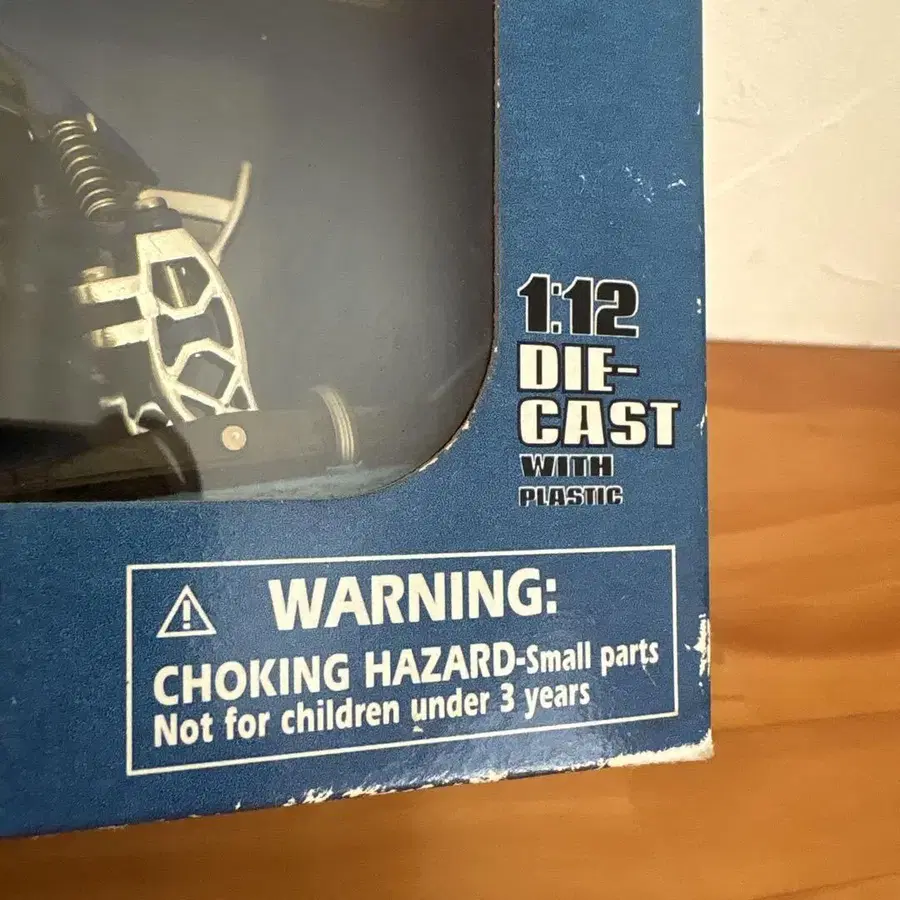 1:12
DIE-
CAST
WITH
PLASTIC
WARNING:
CHOKING HAZARD-Small parts
Not for children under 3 years